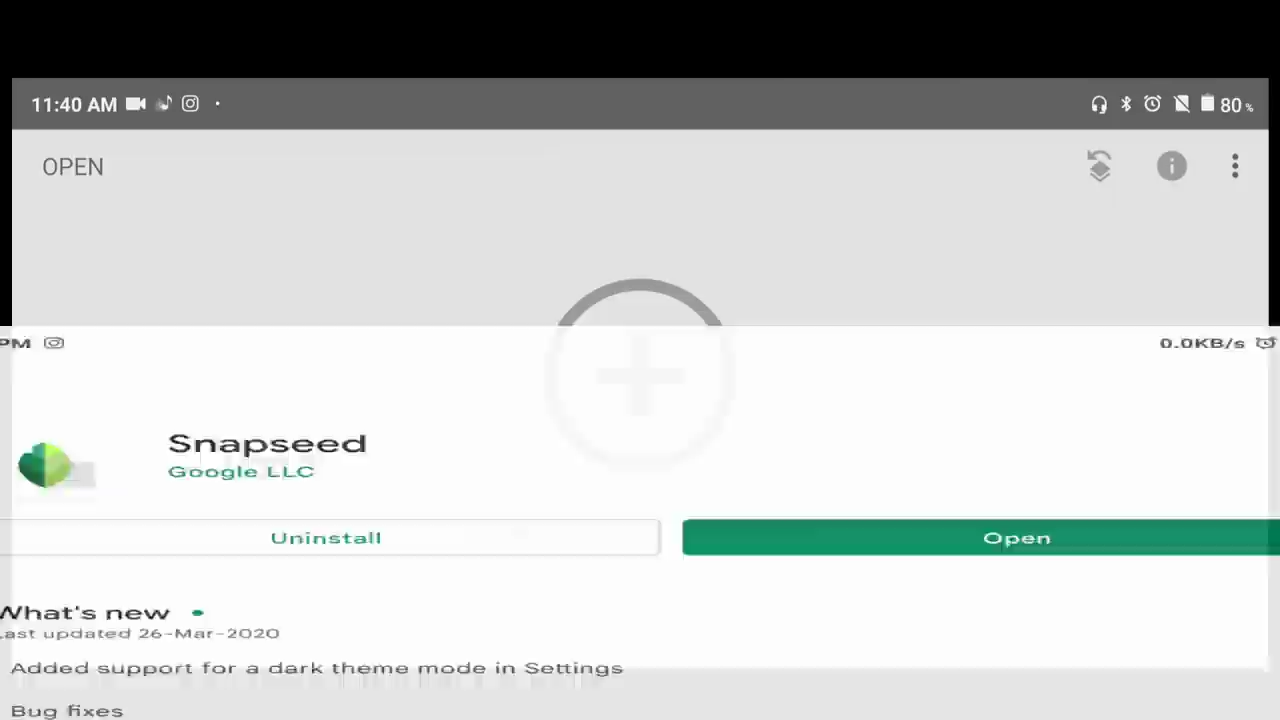 11:40 AM 80%
OPEN
PM 0.0KB/s
Snapseed
Google LLC
Uninstall Open
What's new
Last updated 26-Mar-2020
Added support for a dark theme mode in Settings
Bug fixes